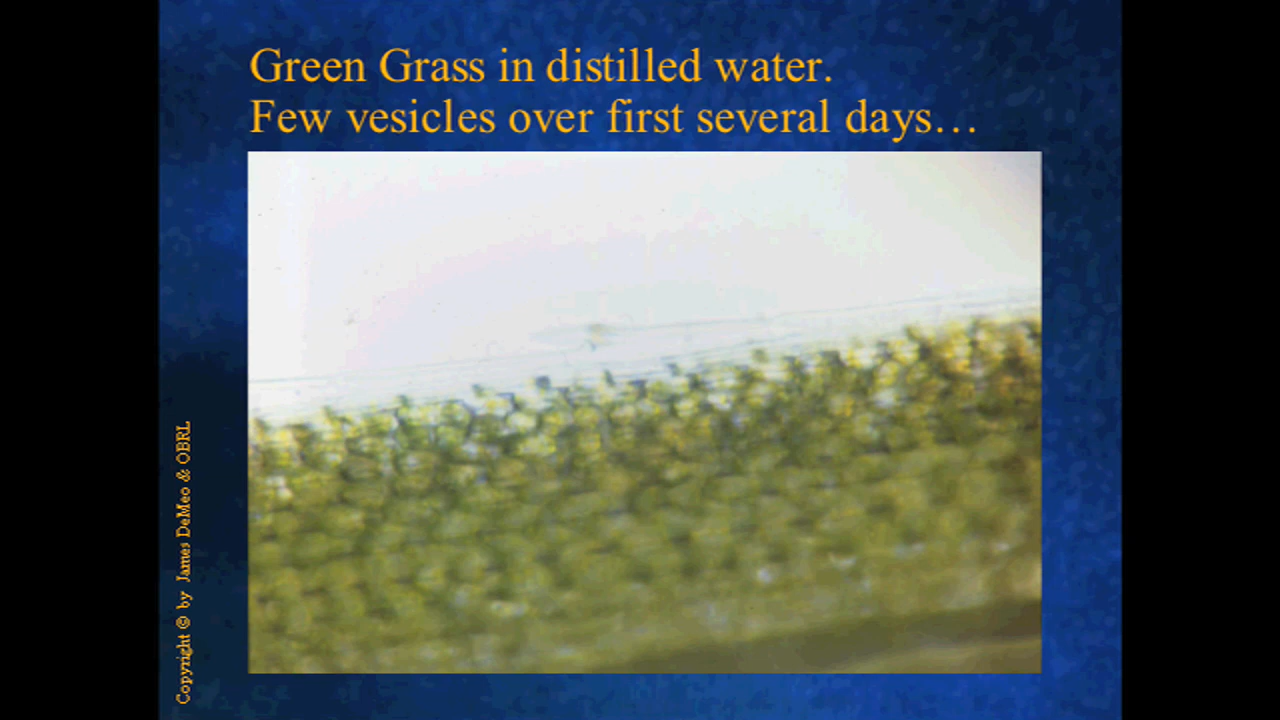 Green Grass in distilled water.
Few vesicles over first several days…
Copyright © by James DeMeo & OBRL